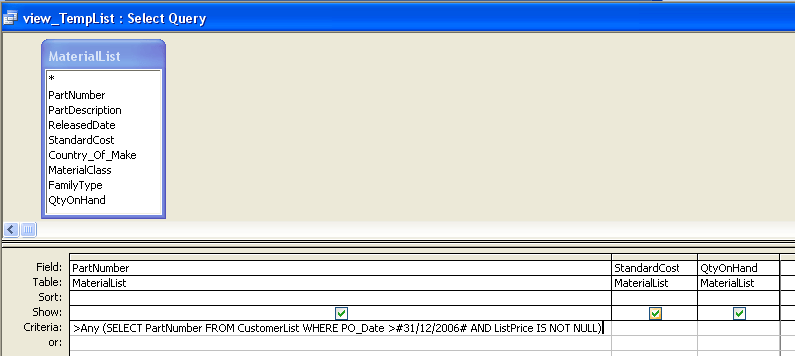 view_TempList : Select Query
MaterialList
*
PartNumber
PartDescription
ReleasedDate
StandardCost
Country_Of_Make
MaterialClass
FamilyType
QtyOnHand
Field: PartNumber StandardCost QtyOnHand
Table: MaterialList MaterialList MaterialList
Sort:
Show:
Criteria: >Any (SELECT PartNumber FROM CustomerList WHERE PO_Date >#31/12/2006# AND ListPrice IS NOT NULL)
or: